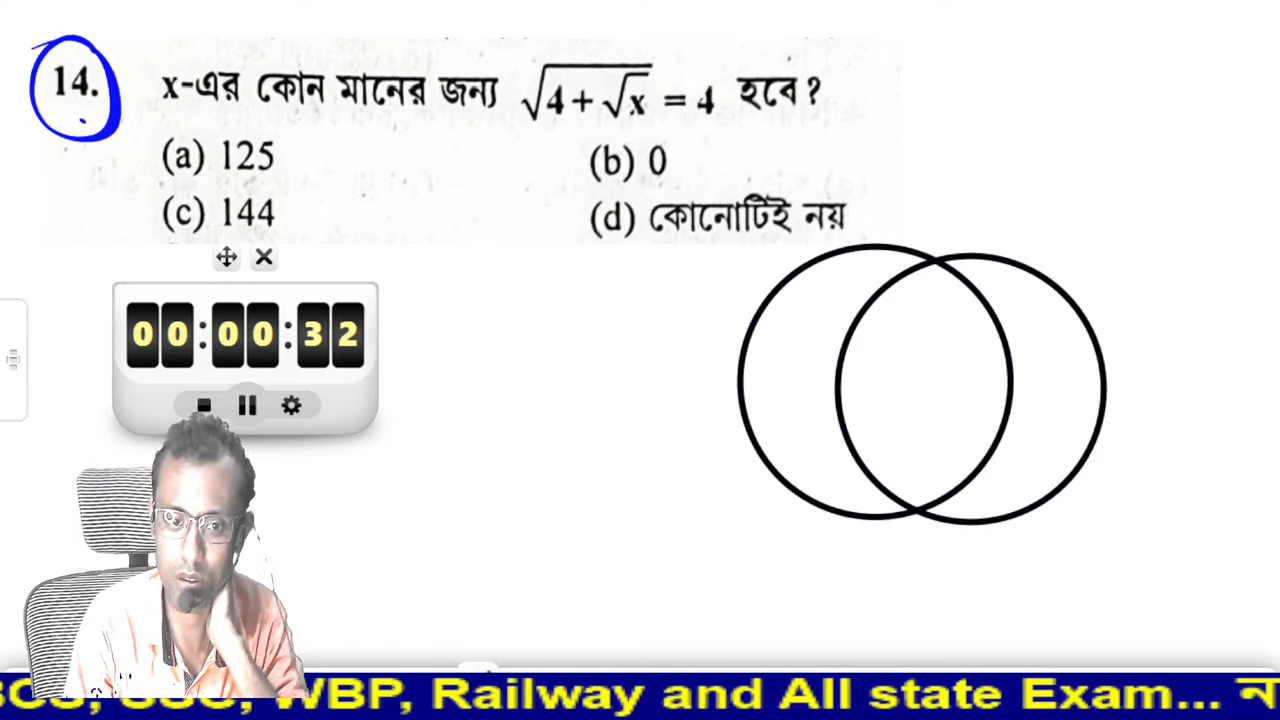 14. x-এর কোন মানের জন্য √(4 + √x) = 4 হবে?
(a) 125 (b) 0
(c) 144 (d) কোনোটিই নয়
00:00:32
WBP, Railway and All state Exam...